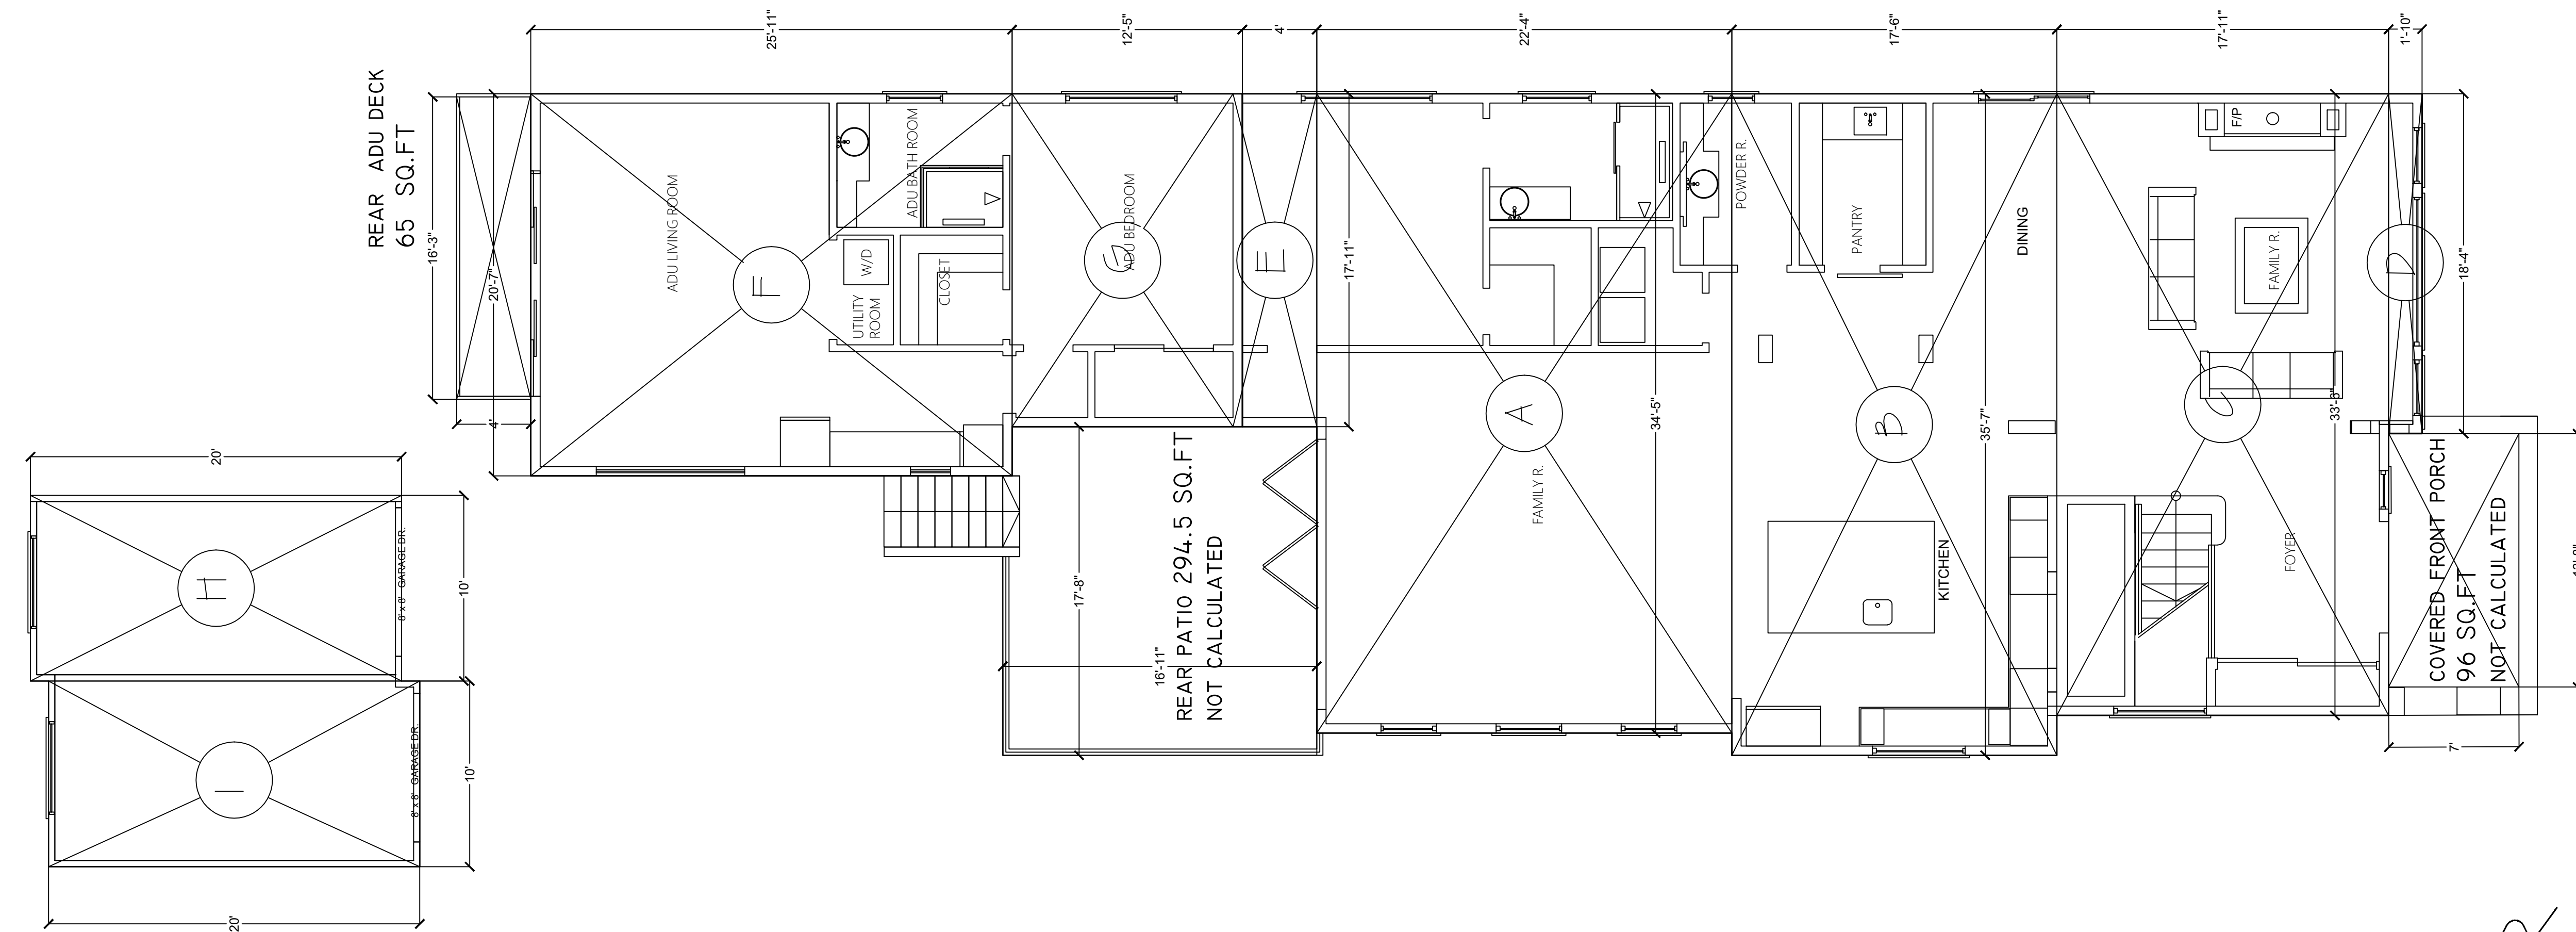 25'-11"
12'-5"
4'
22'-4"
17'-6"
17'-11"
1'-10"
REAR ADU DECK
65 SQ.FT
16'-3"
20'-7"
4'
ADU LIVING ROOM
F
ADU BATH ROOM
W/D
UTILITY
ROOM
CLOSET
ADU BEDROOM
G
E
17'-11"
REAR PATIO 294.5 SQ.FT
NOT CALCULATED
17'-8"
16'-11"
A
FAMILY R.
34'-5"
POWDER R.
PANTRY
B
KITCHEN
35'-7"
DINING
F/P
FAMILY R.
C
FOYER
D
18'-4"
COVERED FRONT PORCH
96 SQ.FT
NOT CALCULATED
7'
20'
H
8' x 8' GARAGE DR.
10'
I
8' x 8' GARAGE DR.
10'
20'